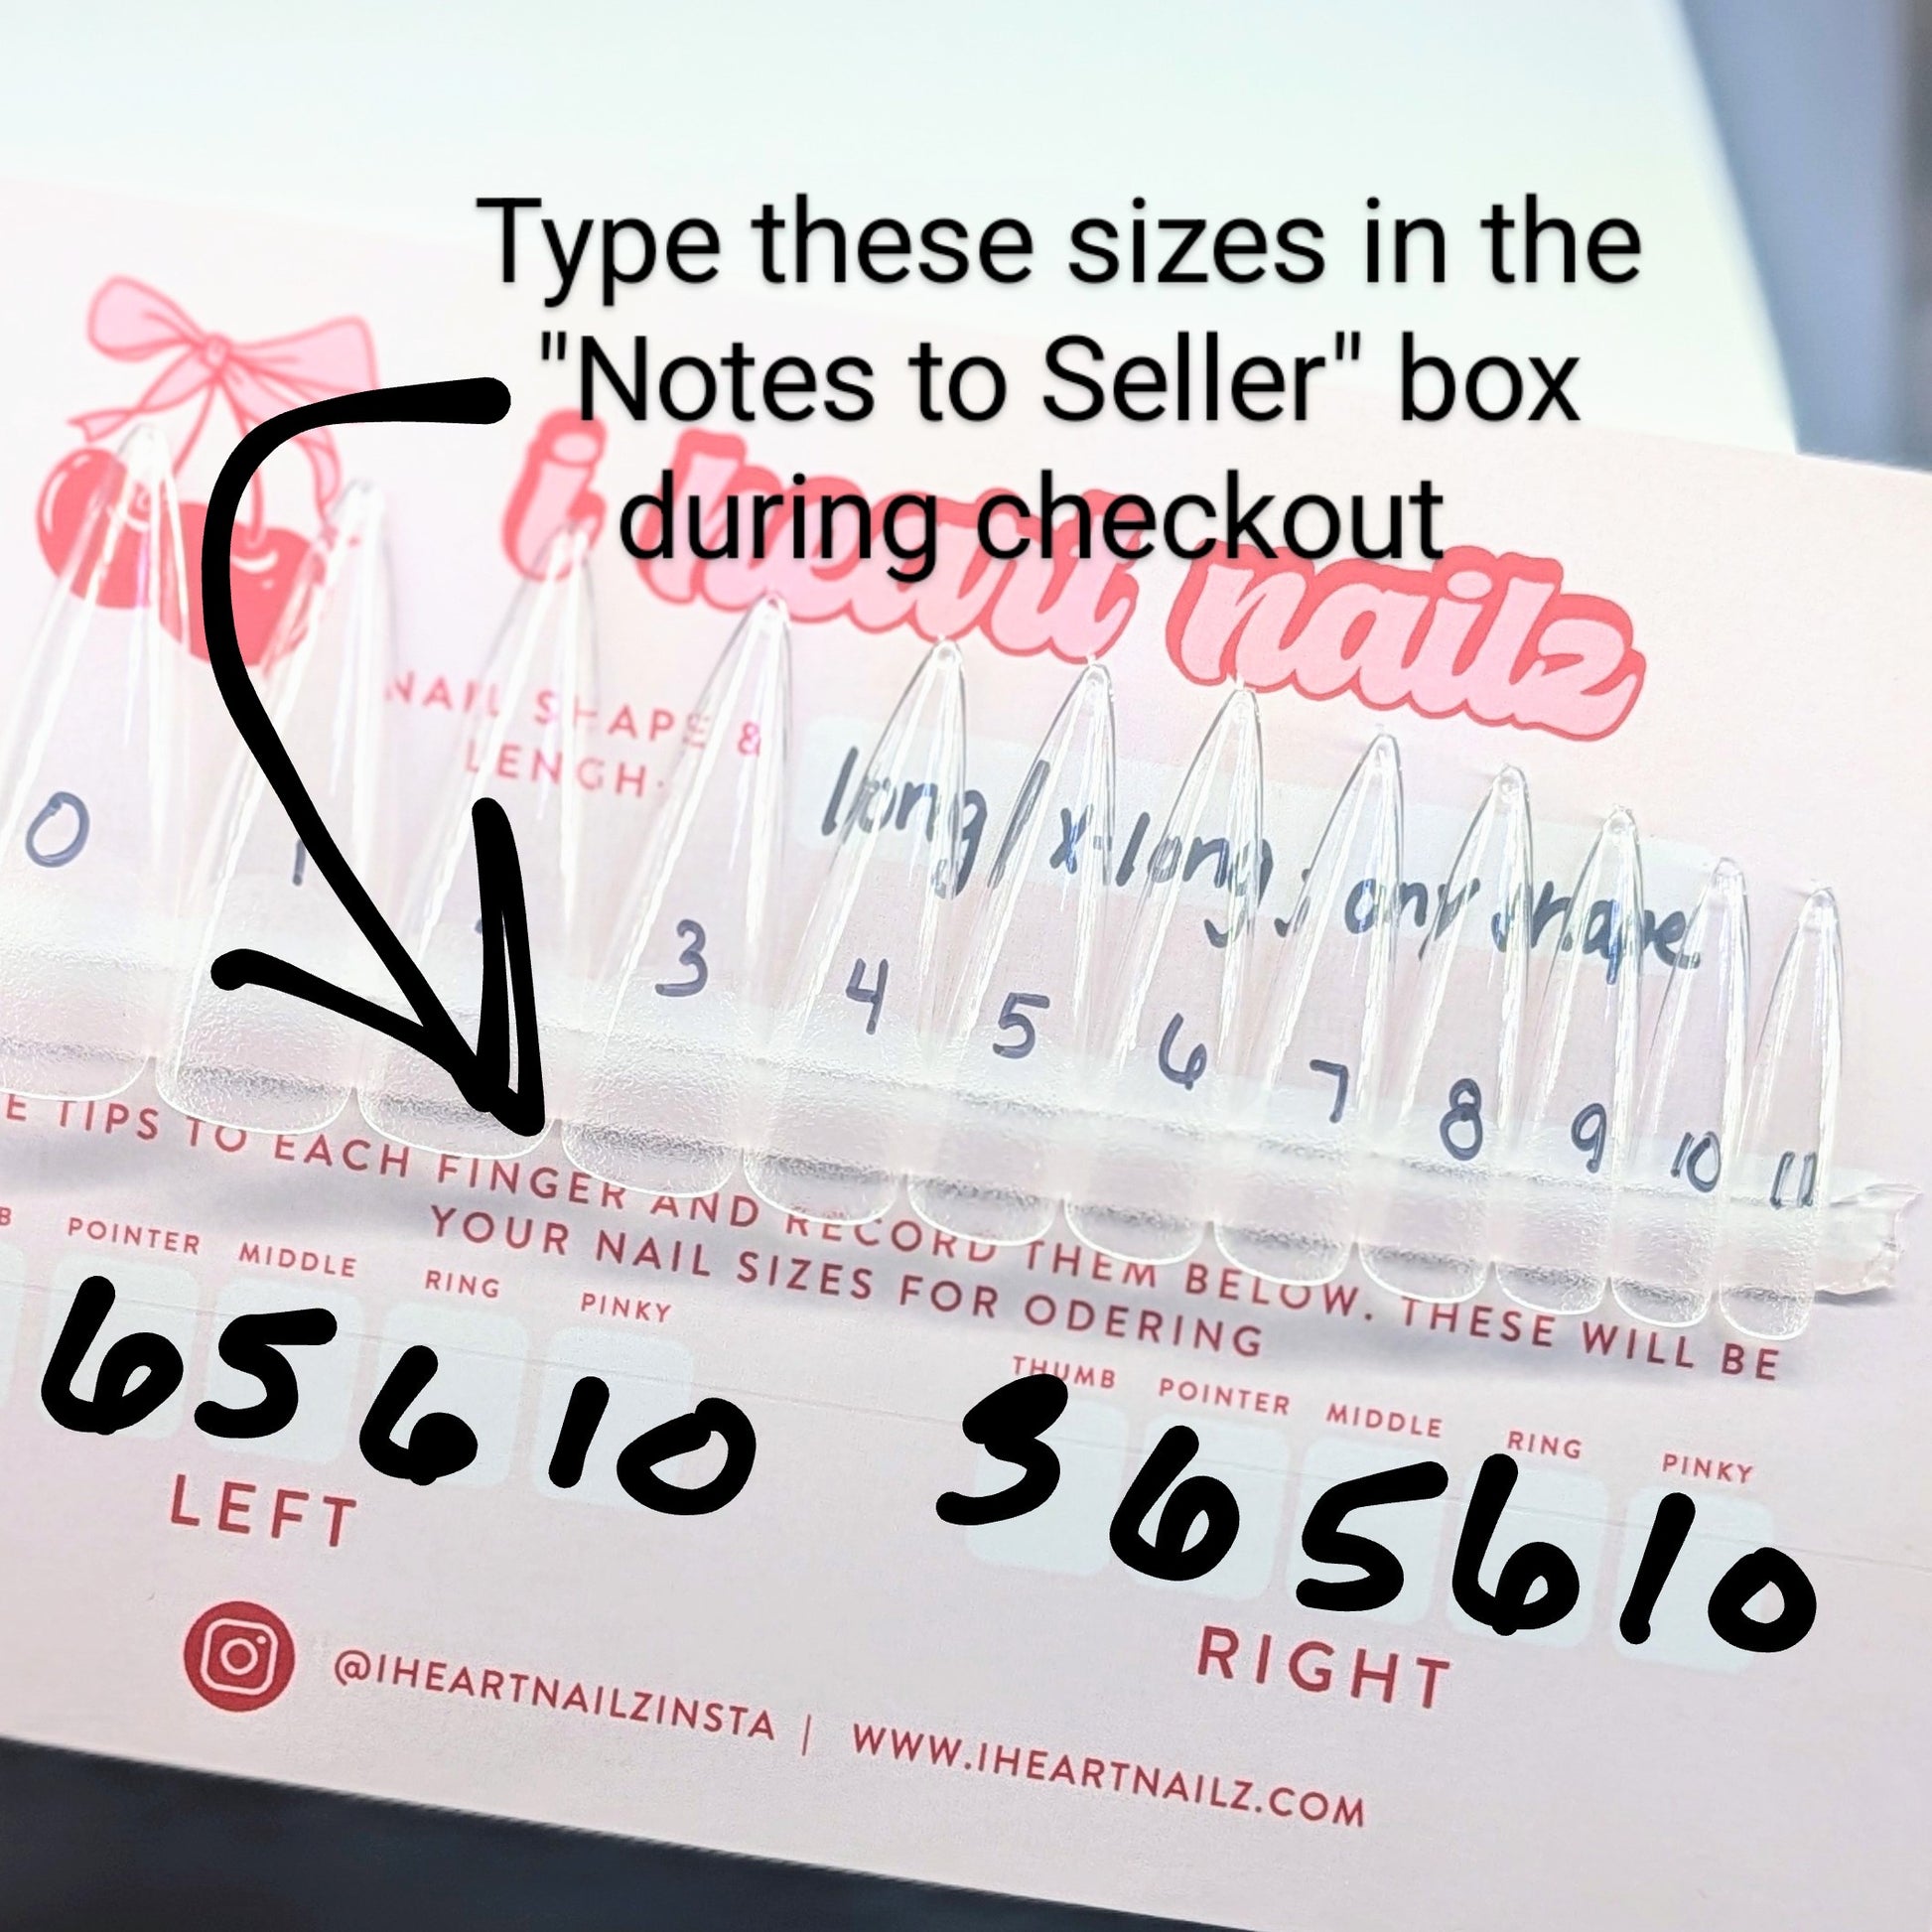 Type these sizes in the
"Notes to Seller" box
during checkout
i heart nailz
NAIL SHAPE &
LENGH:
long / x-long, any shape
0 1 2 3 4 5 6 7 8 9 10 11
E TIPS TO EACH FINGER AND RECORD THEM BELOW. THESE WILL BE
YOUR NAIL SIZES FOR ODERING
B POINTER MIDDLE RING PINKY
6 5 6 10
LEFT
THUMB POINTER MIDDLE RING PINKY
3 6 5 6 10
RIGHT
@IHEARTNAILZINSTA | WWW.IHEARTNAILZ.COM